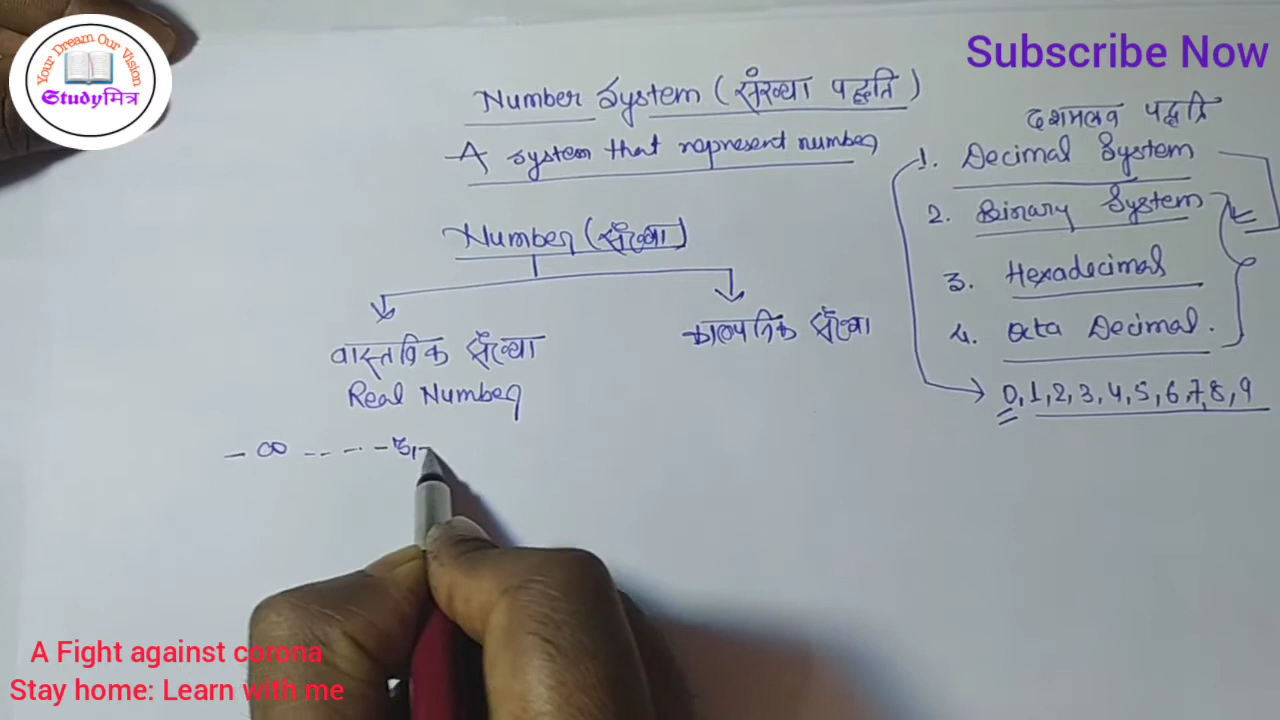 Your Dream Our Vision
Studyमित्र
Subscribe Now
Number System (संख्या पद्धति)
A system that represent number
Number (संख्या)
वास्तविक संख्या
Real Number
काल्पनिक संख्या
- ∞ ... - 3, -
दशमलव पद्धति
1. Decimal System
2. Binary System
3. Hexadecimal
4. Octa Decimal.
0, 1, 2, 3, 4, 5, 6, 7, 8, 9
A Fight against corona
Stay home: Learn with me